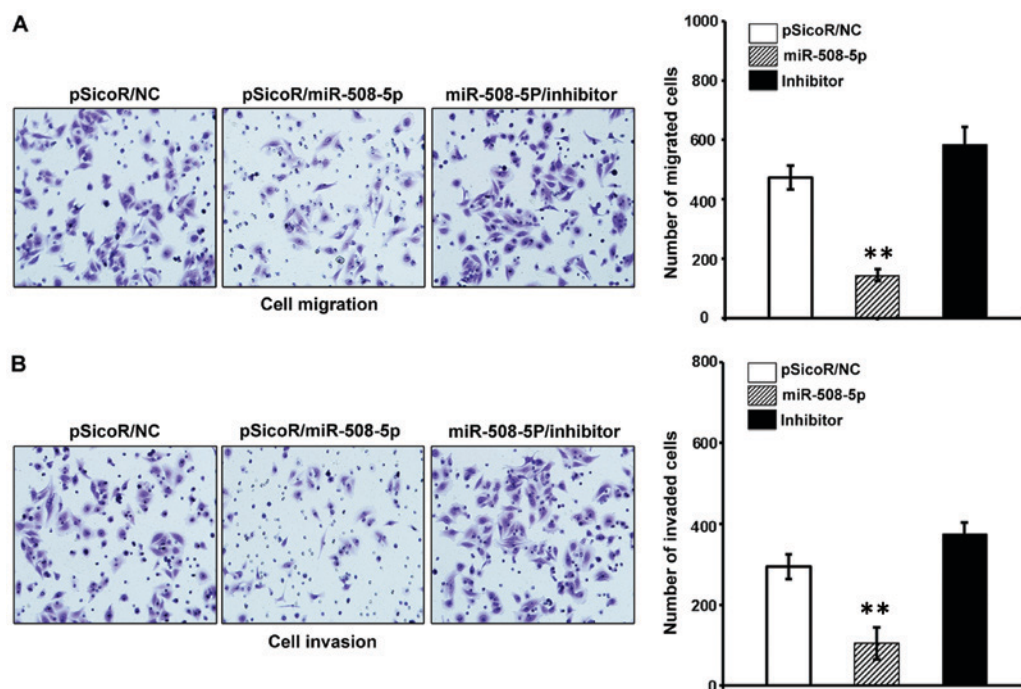 A
pSicoR/NC
pSicoR/miR-508-5p
miR-508-5P/inhibitor
Cell migration
Number of migrated cells
1000
800
600
400
200
0
pSicoR/NC
miR-508-5p
Inhibitor
**
B
pSicoR/NC
pSicoR/miR-508-5p
miR-508-5P/inhibitor
Cell invasion
Number of invaded cells
800
600
400
200
0
pSicoR/NC
miR-508-5p
Inhibitor
**